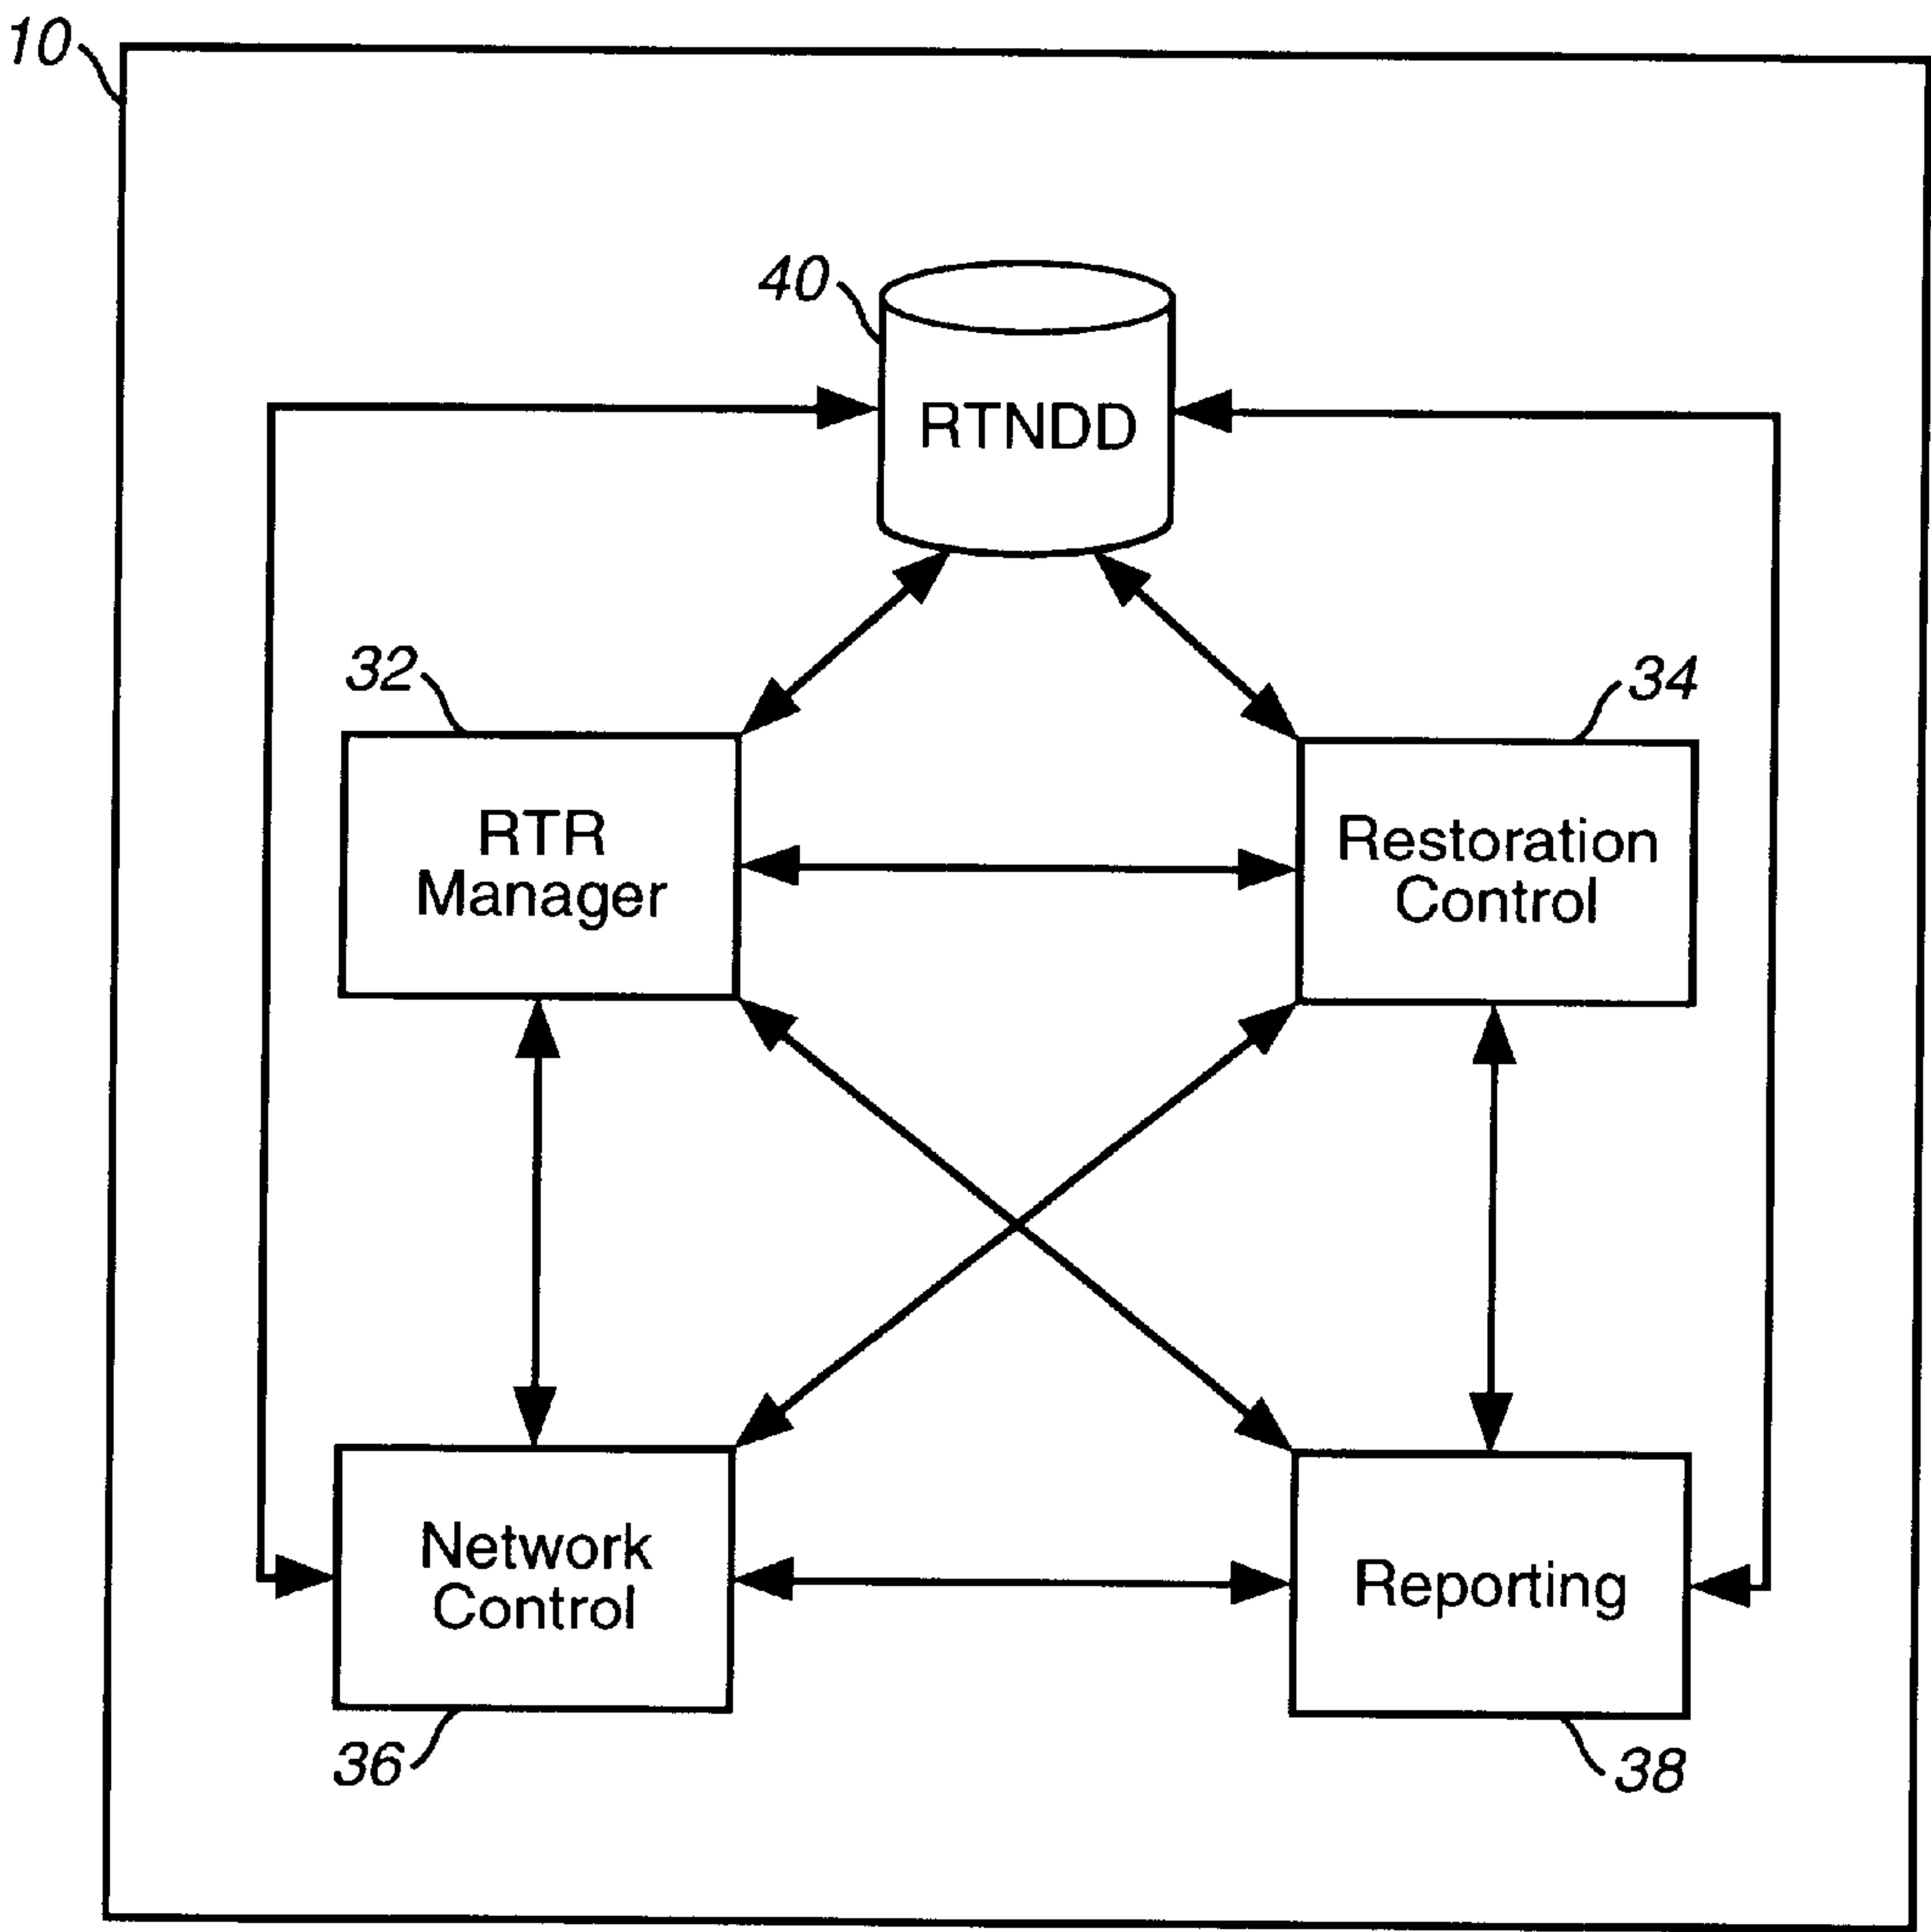 10
40
RTNDD
32
34
RTR
Manager
Restoration
Control
Network
Control
Reporting
36
38